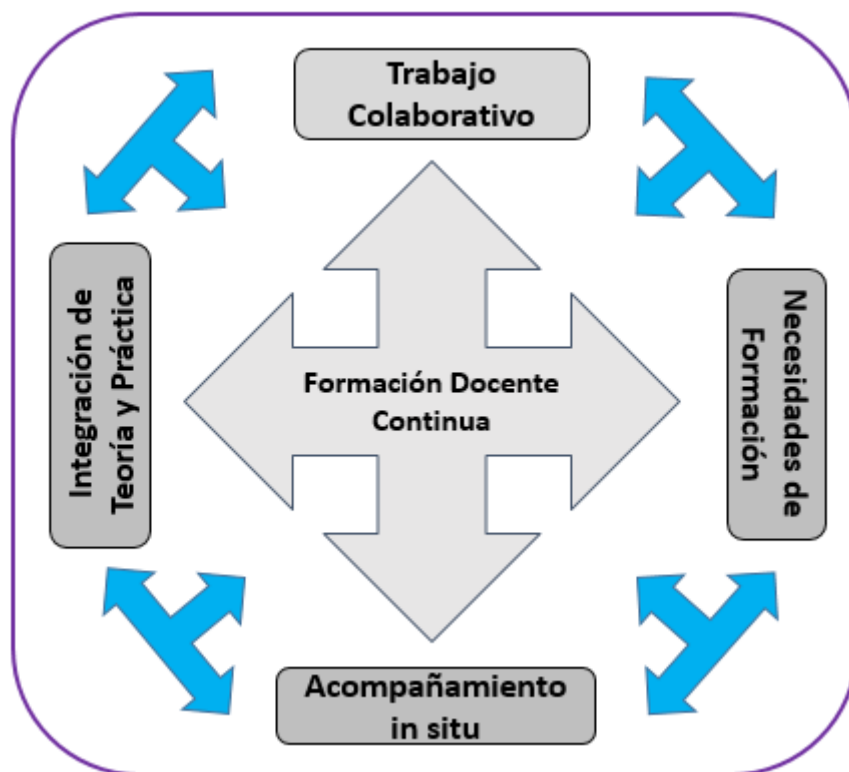 Trabajo
Colaborativo
Integración de
Teoría y Práctica
Formación Docente
Continua
Necesidades de
Formación
Acompañamiento
in situ